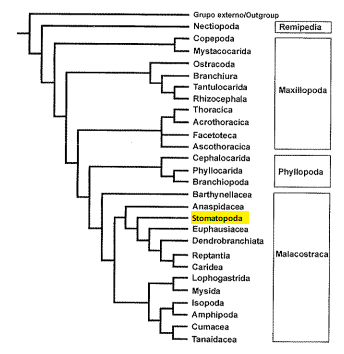 Grupo externo/Outgroup
Nectiopoda
Remipedia
Copepoda
Mystacocarida
Ostracoda
Branchiura
Tantulocarida
Rhizocephala
Thoracica
Acrothoracica
Facetoteca
Ascothoracica
Maxillopoda
Cephalocarida
Phyllocarida
Branchiopoda
Phyllopoda
Barthynellacea
Anaspidacea
Stomatopoda
Euphausiacea
Dendrobranchiata
Reptantia
Caridea
Lophogastrida
Mysida
Isopoda
Amphipoda
Cumacea
Tanaidacea
Malacostraca